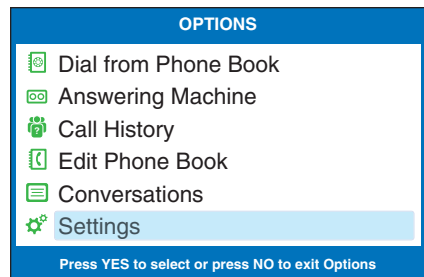 OPTIONS
Dial from Phone Book
Answering Machine
Call History
Edit Phone Book
Conversations
Settings
Press YES to select or press NO to exit Options